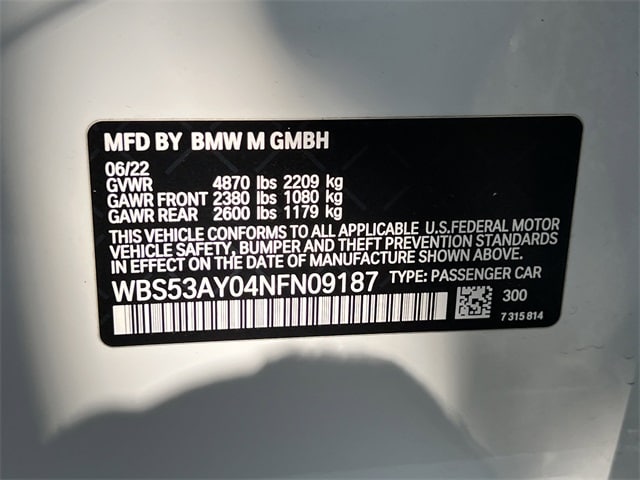 MFD BY BMW M GMBH
06/22
GVWR 4870 lbs 2209 kg
GAWR FRONT 2380 lbs 1080 kg
GAWR REAR 2600 lbs 1179 kg
THIS VEHICLE CONFORMS TO ALL APPLICABLE U.S.FEDERAL MOTOR
VEHICLE SAFETY, BUMPER AND THEFT PREVENTION STANDARDS
IN EFFECT ON THE DATE OF MANUFACTURE SHOWN ABOVE.
WBS53AY04NFN09187 TYPE: PASSENGER CAR
300
7 315 814